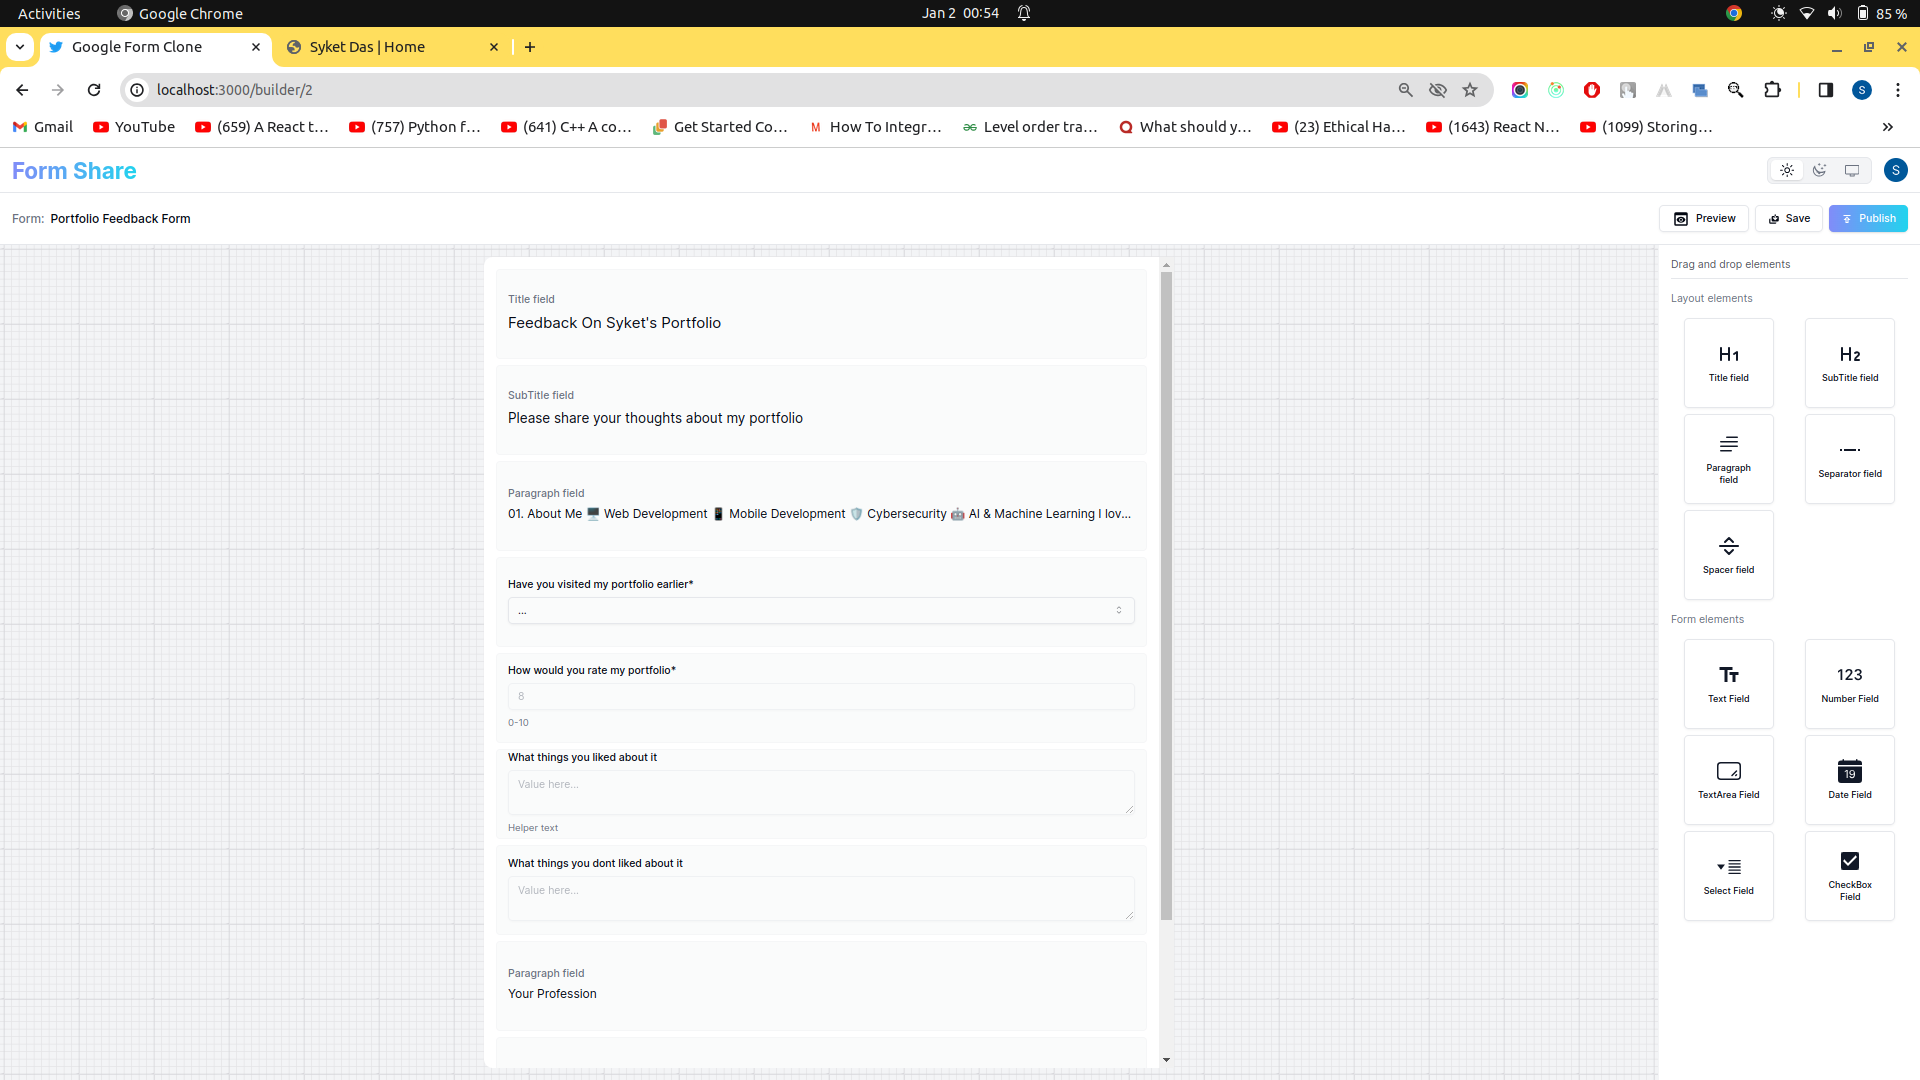 Activities Google Chrome Jan 2 00:54 85 %
Google Form Clone Syket Das | Home
localhost:3000/builder/2 S
Gmail YouTube (659) A React t... (757) Python f... (641) C++ A co... Get Started Co... M How To Integr... Level order tra... What should y... (23) Ethical Ha... (1643) React N... (1099) Storing...
Form Share S
Form: Portfolio Feedback Form Preview Save Publish
Title field
Feedback On Syket's Portfolio
SubTitle field
Please share your thoughts about my portfolio
Paragraph field
01. About Me 🖥️ Web Development 📱 Mobile Development 🛡️ Cybersecurity 🤖 AI & Machine Learning I lov...
Have you visited my portfolio earlier*
...
How would you rate my portfolio*
8
0-10
What things you liked about it
Value here...
Helper text
What things you dont liked about it
Value here...
Paragraph field
Your Profession
Drag and drop elements
Layout elements
H1 H2
Title field SubTitle field
Paragraph field Separator field
Spacer field
Form elements
TT 123
Text Field Number Field
19
TextArea Field Date Field
Select Field CheckBox Field